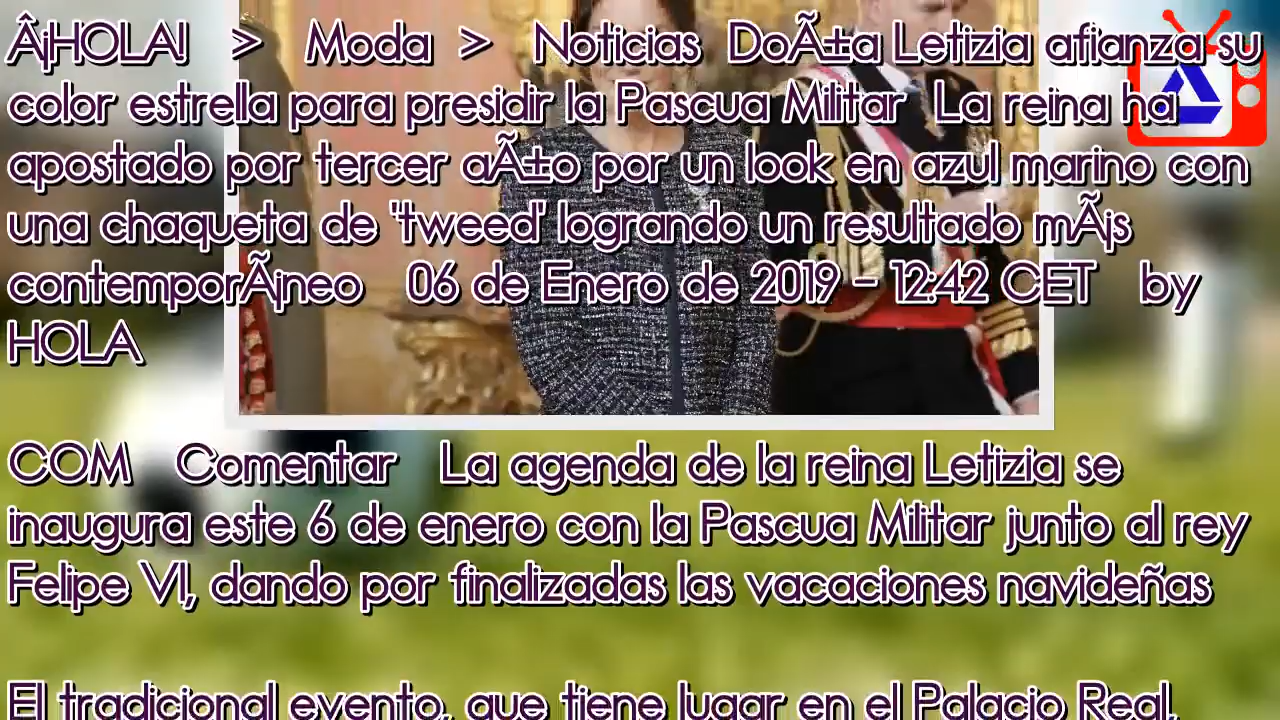 Â¡HOLA!   >   Moda  >   Noticias  DoÃ±a Letizia afianza su
color estrella para presidir la Pascua Militar  La reina ha
apostado por tercer aÃ±o por un look en azul marino con
una chaqueta de 'tweed' logrando un resultado mÃ¡s
contemporÃ¡neo   06 de Enero de 2019 - 12:42 CET   by
HOLA
COM   Comentar   La agenda de la reina Letizia se
inaugura este 6 de enero con la Pascua Militar junto al rey
Felipe VI, dando por finalizadas las vacaciones navideñas
El tradicional evento, que tiene lugar en el Palacio Real,